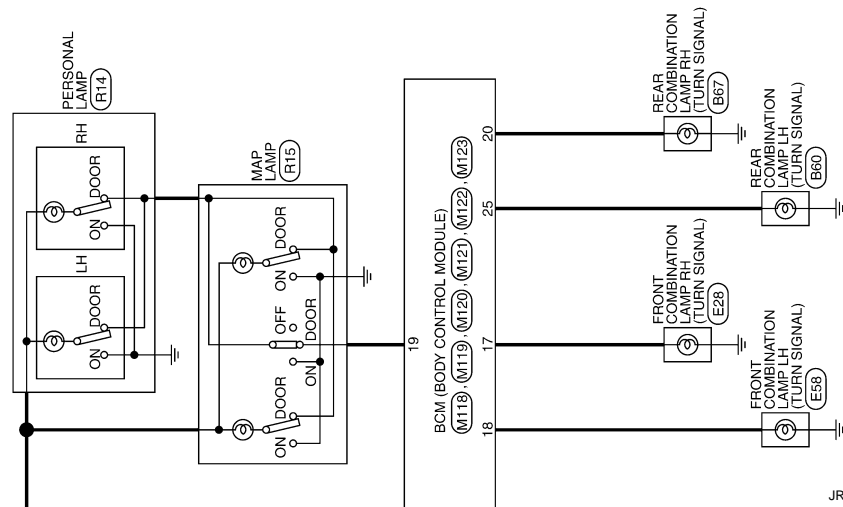 PERSONAL
LAMP
R14
RH
DOOR
ON
LH
DOOR
ON
MAP
LAMP
R15
DOOR
ON
OFF
DOOR
ON
DOOR
ON
19
BCM (BODY CONTROL MODULE)
M118 , M119 , M120 , M121 , M122 , M123
20
25
17
18
REAR
COMBINATION
LAMP RH
(TURN SIGNAL)
B67
REAR
COMBINATION
LAMP LH
(TURN SIGNAL)
B60
FRONT
COMBINATION
LAMP RH
(TURN SIGNAL)
E28
FRONT
COMBINATION
LAMP LH
(TURN SIGNAL)
E58
JR